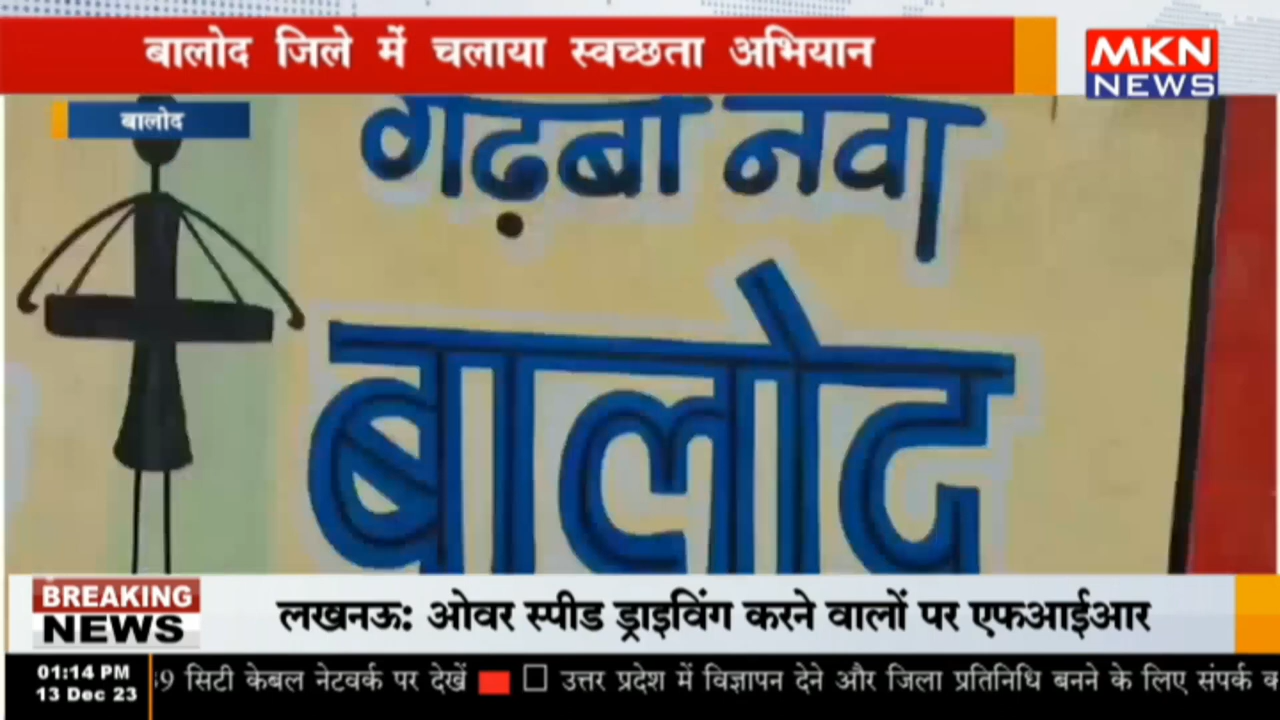 बालोद जिले में चलाया स्वच्छता अभियान
MKN
NEWS
बालोद
गढ़बो नवा
बालोद
BREAKING
NEWS
लखनऊ: ओवर स्पीड ड्राइविंग करने वालों पर एफआईआर
01:14 PM
13 Dec 23
9 सिटी केबल नेटवर्क पर देखें
उत्तर प्रदेश में विज्ञापन देने और जिला प्रतिनिधि बनने के लिए संपर्क